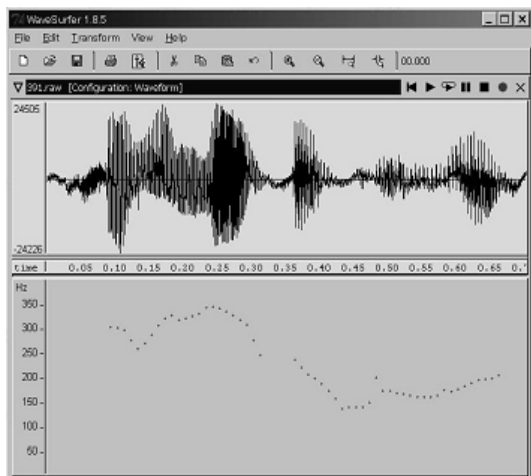 WaveSurfer 1.8.5
File Edit Transform View Help
00.000
391.raw [Configuration: Waveform]
24505
-24226
time 0.05 0.10 0.15 0.20 0.25 0.30 0.35 0.40 0.45 0.50 0.55 0.60 0.65 0.
Hz
350
300
250
200
150
100
50